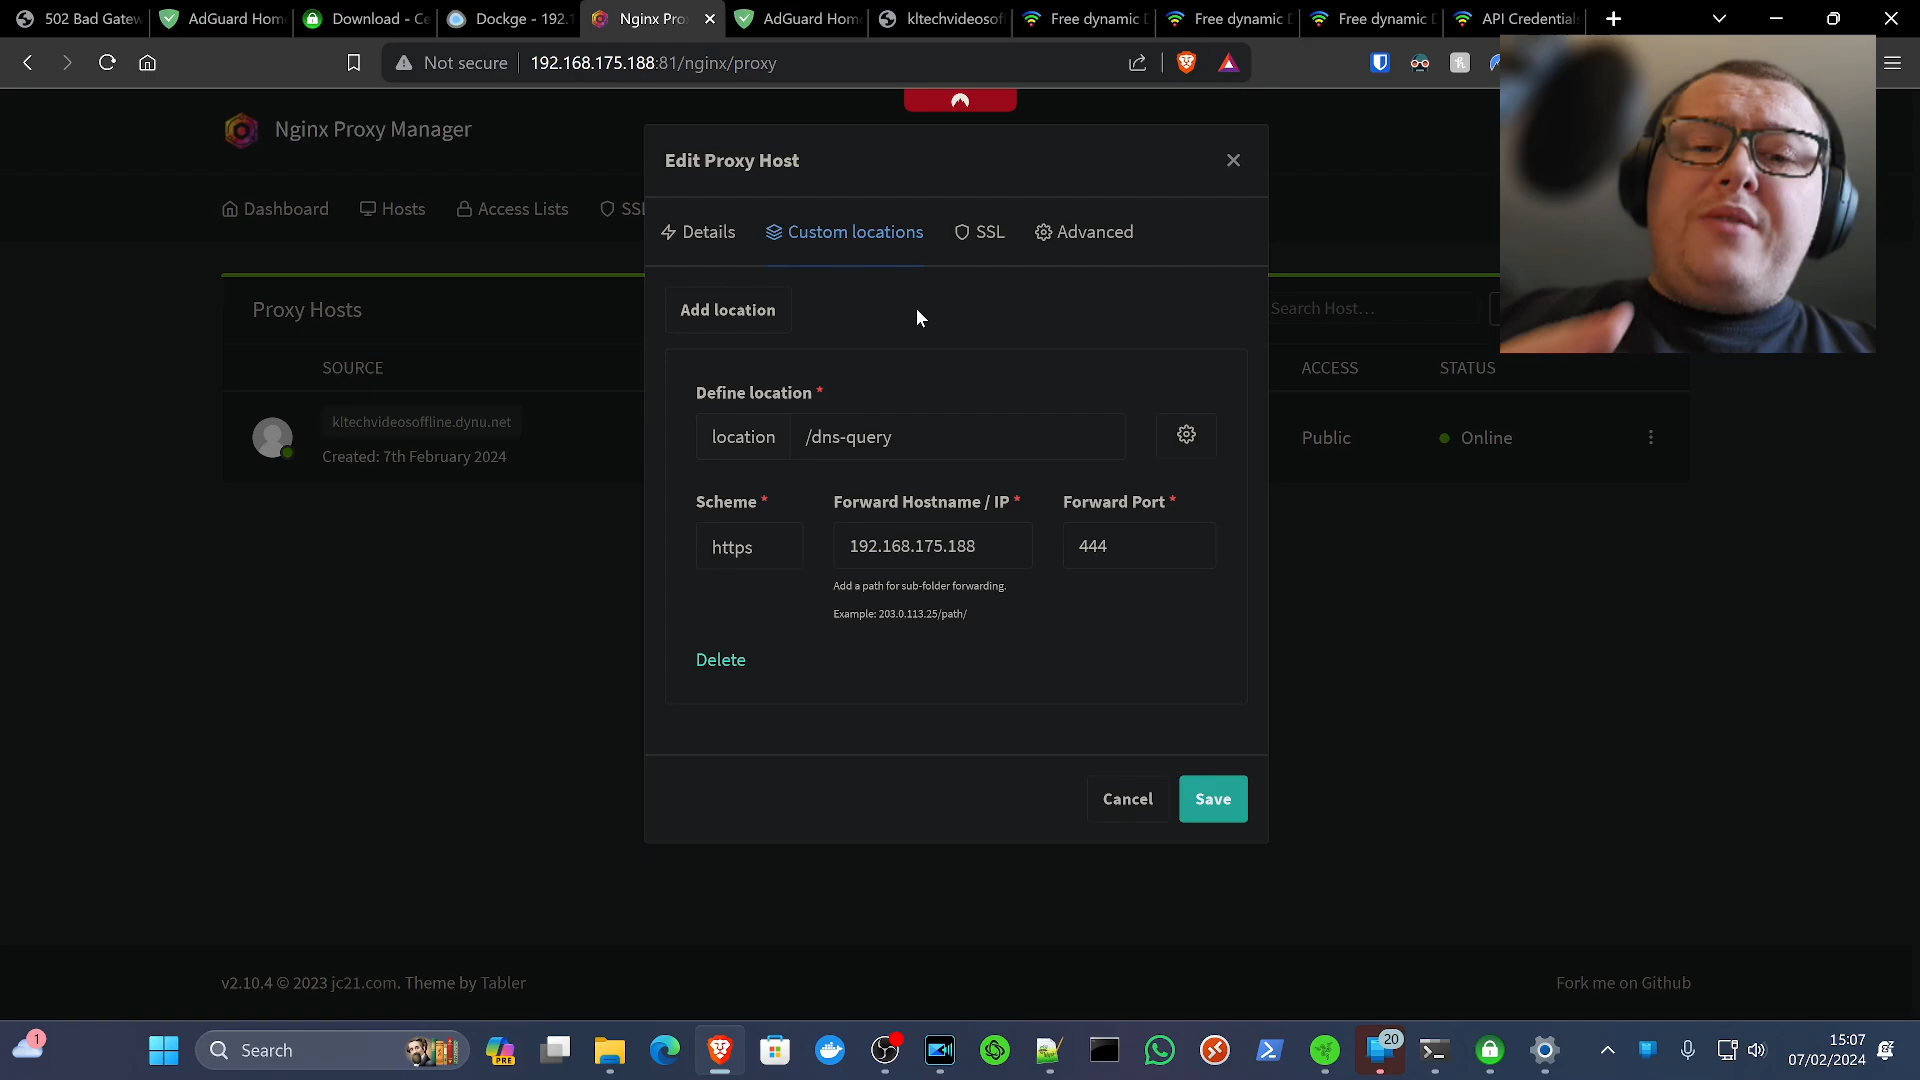 502 Bad Gatew
AdGuard Hom
Download - Ce
Dockge - 192.1
Nginx Pro
AdGuard Hom
kltechvideosoff
Free dynamic D
Free dynamic D
Free dynamic D
API Credential
Not secure
192.168.175.188:81/nginx/proxy
Nginx Proxy Manager
Dashboard
Hosts
Access Lists
SSL
Edit Proxy Host
Details
Custom locations
SSL
Advanced
Add location
Proxy Hosts
Search Host…
SOURCE
ACCESS
STATUS
kltechvideosoffline.dynu.net
Created: 7th February 2024
Public
Online
Define location *
location
/dns-query
Scheme *
Forward Hostname / IP *
Forward Port *
https
192.168.175.188
444
Add a path for sub-folder forwarding.
Example: 203.0.113.25/path/
Delete
Cancel
Save
v2.10.4 © 2023 jc21.com. Theme by Tabler
Fork me on Github
1
Search
PRE
20
15:07
07/02/2024